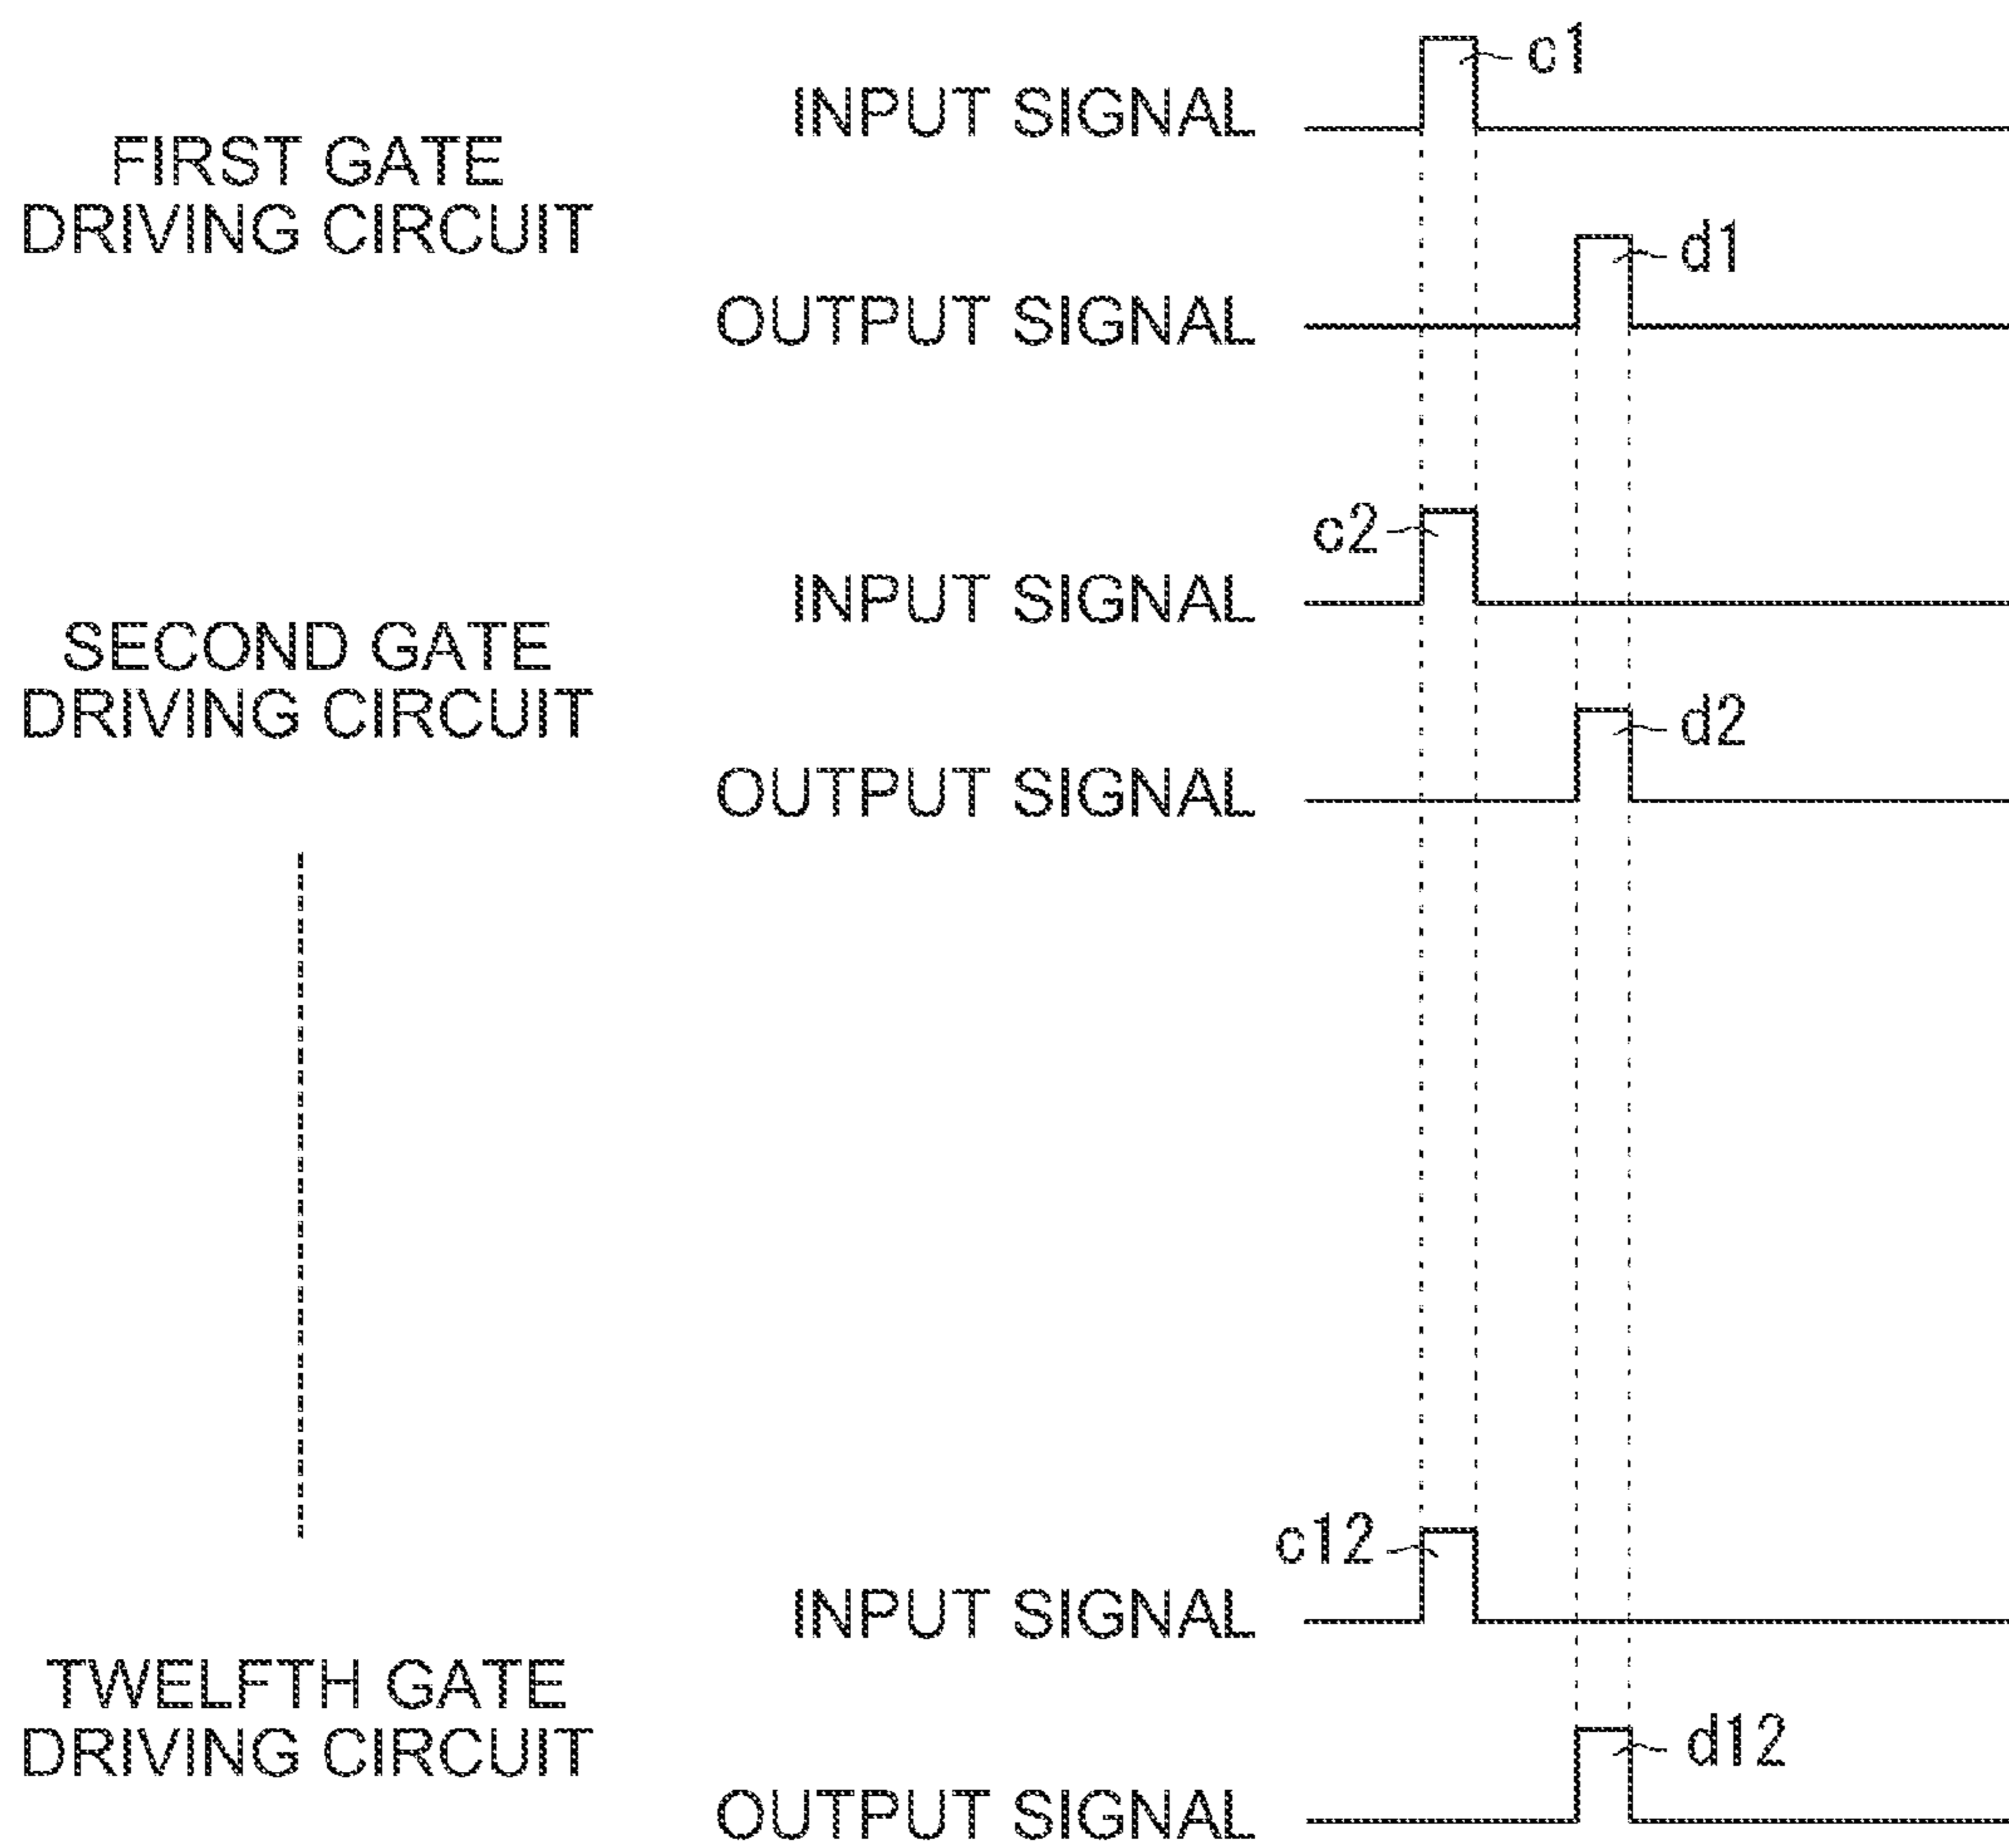 INPUT SIGNAL
c1
FIRST GATE
DRIVING CIRCUIT
d1
OUTPUT SIGNAL
c2
INPUT SIGNAL
SECOND GATE
DRIVING CIRCUIT
d2
OUTPUT SIGNAL
c12
INPUT SIGNAL
TWELFTH GATE
DRIVING CIRCUIT
d12
OUTPUT SIGNAL